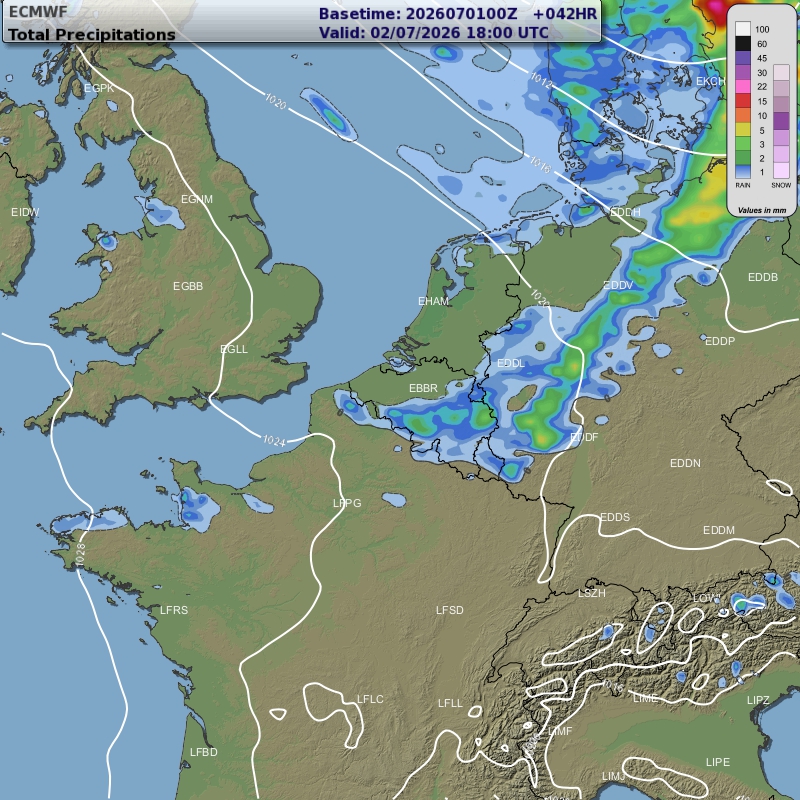 ECMWF
Basetime: 2026070100Z +042HR
Total Precipitations
Valid: 02/07/2026 18:00 UTC
100
60
45
30
22
15
10
5
3
2
1
RAIN
SNOW
Values in mm
EGPK
EKCH
1020
1012
1016
EIDW
EGNM
EDDH
EGBB
EDDB
EDDV
EHAM
1020
EGLL
EDDP
EDDL
EBBR
1024
EDDF
EDDN
LFPG
EDDS
EDDM
1028
LSZH
LFRS
LFSD
1016
LFLC
LFLL
LIME
LIPZ
LIMF
LFBD
LIPE
LIMJ